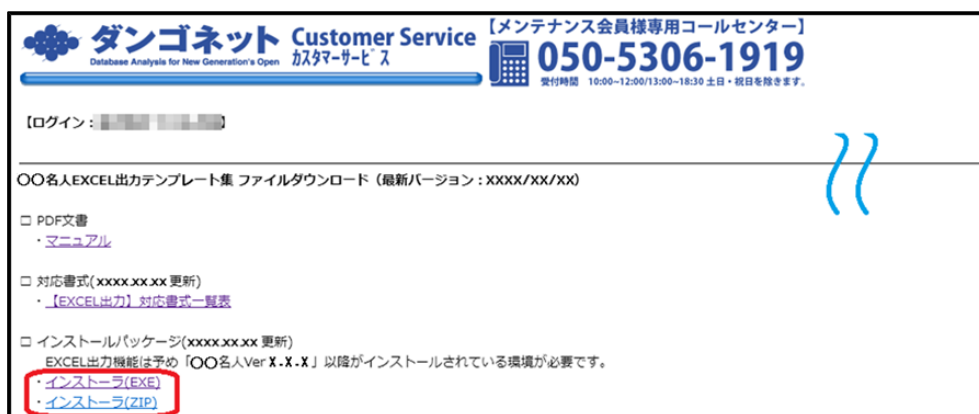 ダンゴネット Customer Service
Database Analysis for New Generation's Open カスタマーサービス
【メンテナンス会員様専用コールセンター】
050-5306-1919
受付時間 10:00~12:00/13:00~18:30 土日・祝日を除きます。
【ログイン: 】
〇〇名人EXCEL出力テンプレート集 ファイルダウンロード（最新バージョン：XXXX/XX/XX）
□ PDF文書
・マニュアル
□ 対応書式(xxxx.xx.xx 更新)
・【EXCEL出力】対応書式一覧表
□ インストールパッケージ(xxxx.xx.xx 更新)
EXCEL出力機能は予め「〇〇名人Ver X.X.X」以降がインストールされている環境が必要です。
・インストーラ(EXE)
・インストーラ(ZIP)